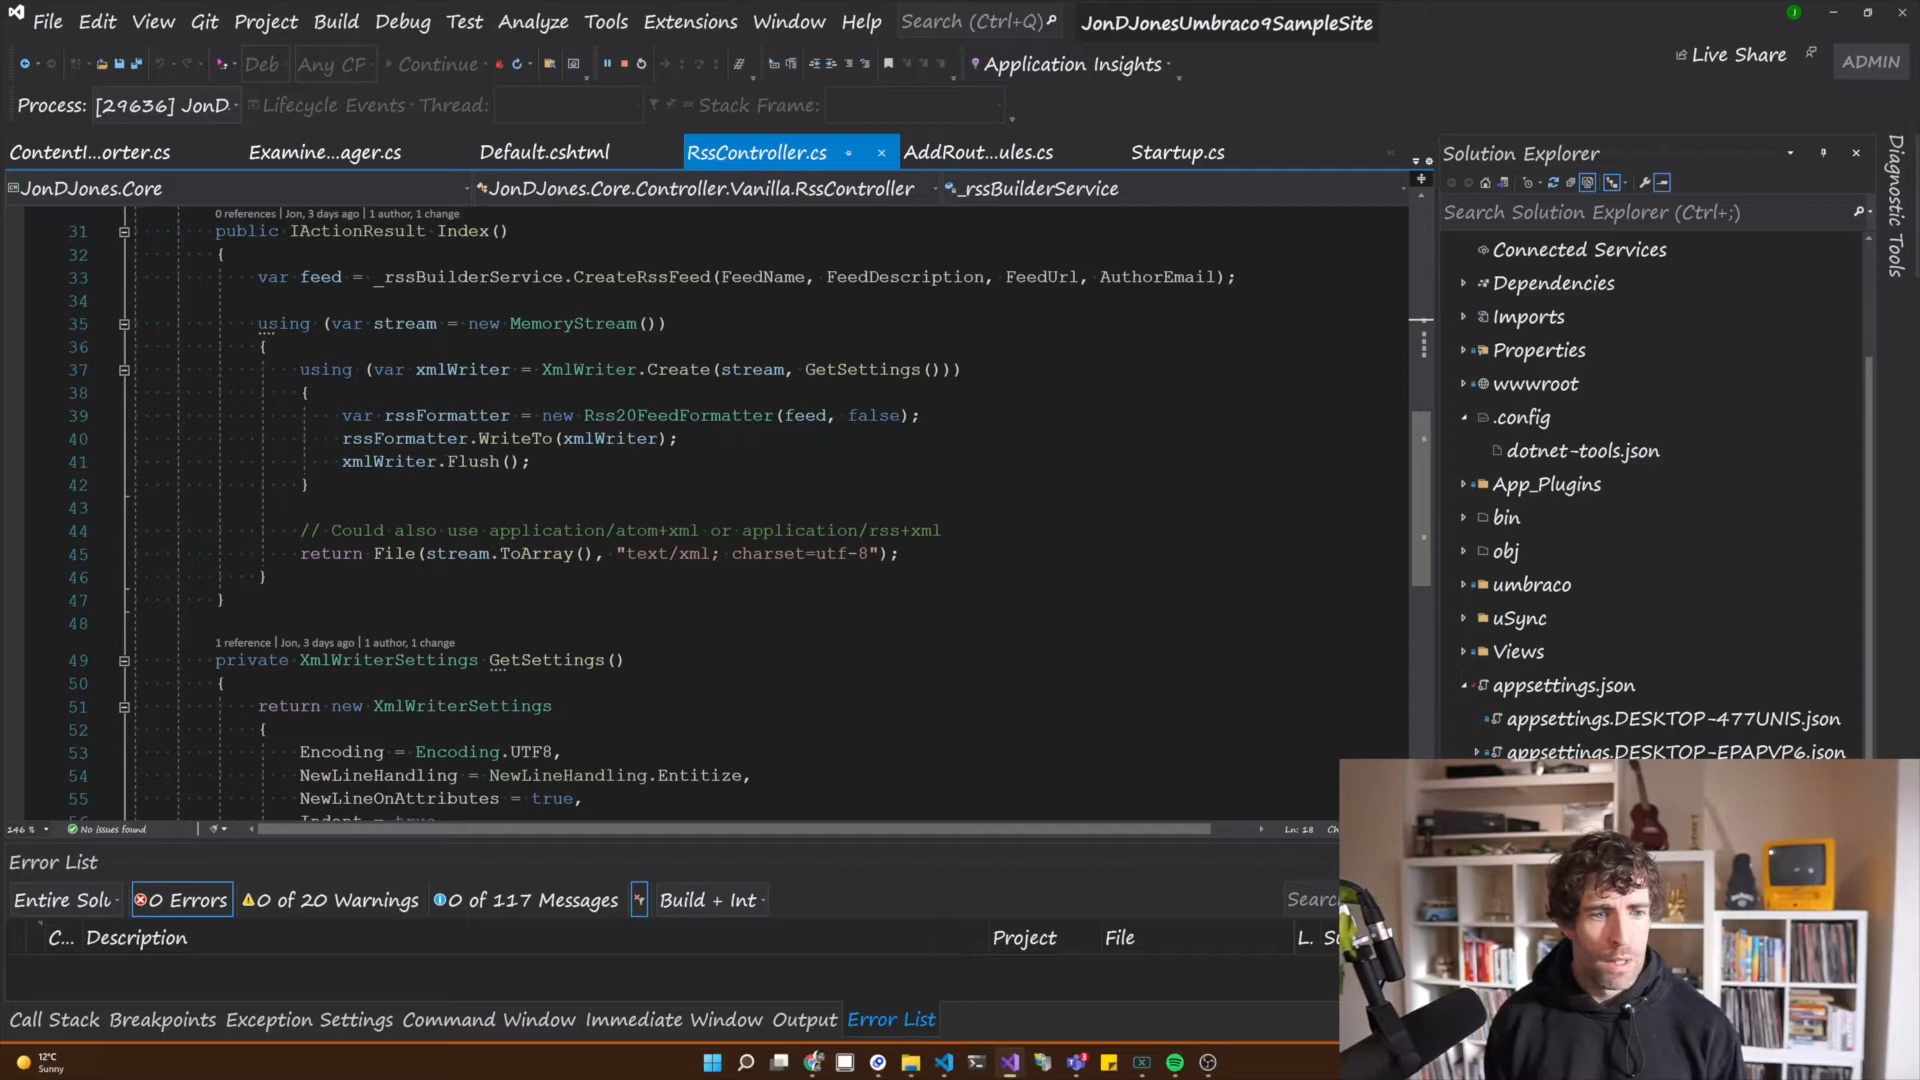 File Edit View Git Project Build Debug Test Analyze Tools Extensions Window Help Search (Ctrl+Q) JonDJonesUmbraco9SampleSite
Live Share ADMIN
Deb Any CP Continue Application Insights
Process: [29636] JonD. Lifecycle Events Thread: Stack Frame:
ContentI...orter.cs Examine...ager.cs Default.cshtml RssController.cs AddRout...ules.cs Startup.cs
JonDJones.Core JonDJones.Core.Controller.Vanilla.RssController _rssBuilderService
0 references | Jon, 3 days ago | 1 author, 1 change
31 public IActionResult Index()
32 {
33 var feed = _rssBuilderService.CreateRssFeed(FeedName, FeedDescription, FeedUrl, AuthorEmail);
34
35 using (var stream = new MemoryStream())
36 {
37 using (var xmlWriter = XmlWriter.Create(stream, GetSettings()))
38 {
39 var rssFormatter = new Rss20FeedFormatter(feed, false);
40 rssFormatter.WriteTo(xmlWriter);
41 xmlWriter.Flush();
42 }
43
44 // Could also use application/atom+xml or application/rss+xml
45 return File(stream.ToArray(), "text/xml; charset=utf-8");
46 }
47 }
48
1 reference | Jon, 3 days ago | 1 author, 1 change
49 private XmlWriterSettings GetSettings()
50 {
51 return new XmlWriterSettings
52 {
53 Encoding = Encoding.UTF8,
54 NewLineHandling = NewLineHandling.Entitize,
55 NewLineOnAttributes = true,
146 % No issues found Ln: 18 Ch
Solution Explorer
Search Solution Explorer (Ctrl+;)
Connected Services
Dependencies
Imports
Properties
wwwroot
.config
dotnet-tools.json
App_Plugins
bin
obj
umbraco
uSync
Views
appsettings.json
appsettings.DESKTOP-477UNIS.json
appsettings.DESKTOP-EPAPVP6.json
Diagnostic Tools
Error List
Entire Solu 0 Errors 0 of 20 Warnings 0 of 117 Messages Build + Int Search
C... Description Project File L. Su
Call Stack Breakpoints Exception Settings Command Window Immediate Window Output Error List
12°C
Sunny
3